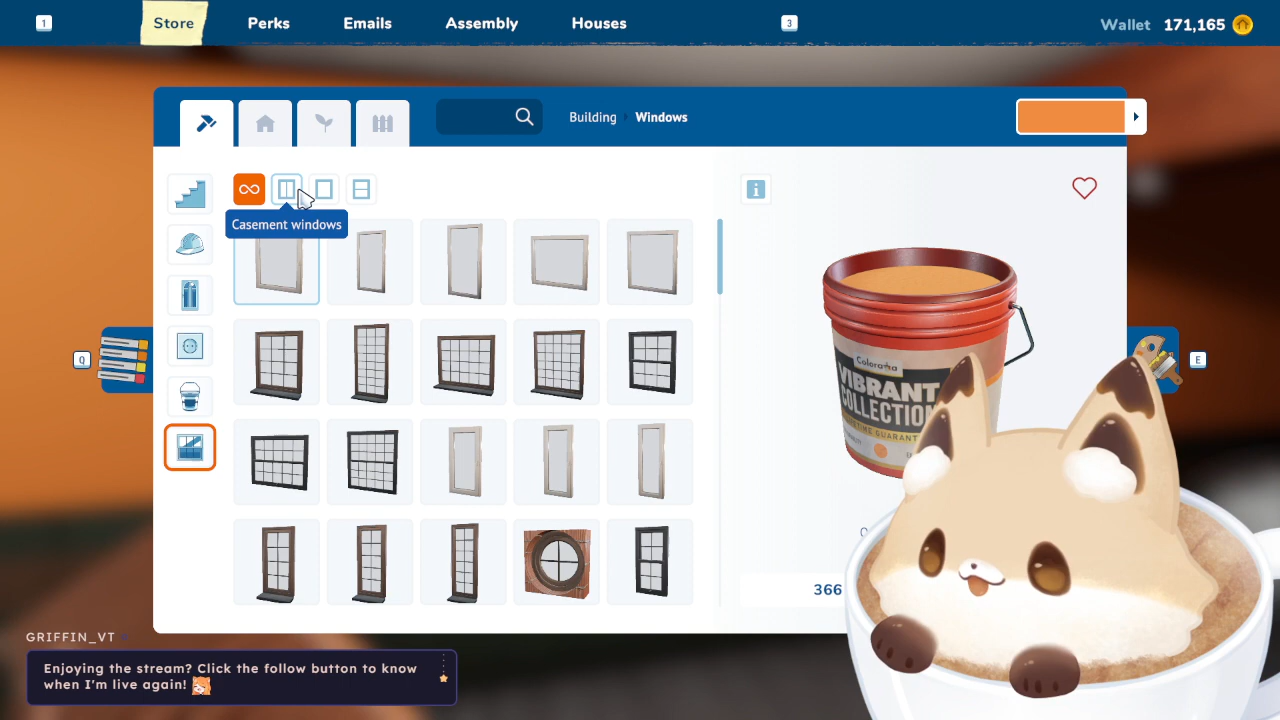 1
Store
Perks
Emails
Assembly
Houses
3
Wallet 171,165
Building
Windows
Casement windows
Q
E
Colorama
VIBRANT
COLLECTION
366
GRIFFIN_VT
Enjoying the stream? Click the follow button to know
when I'm live again!